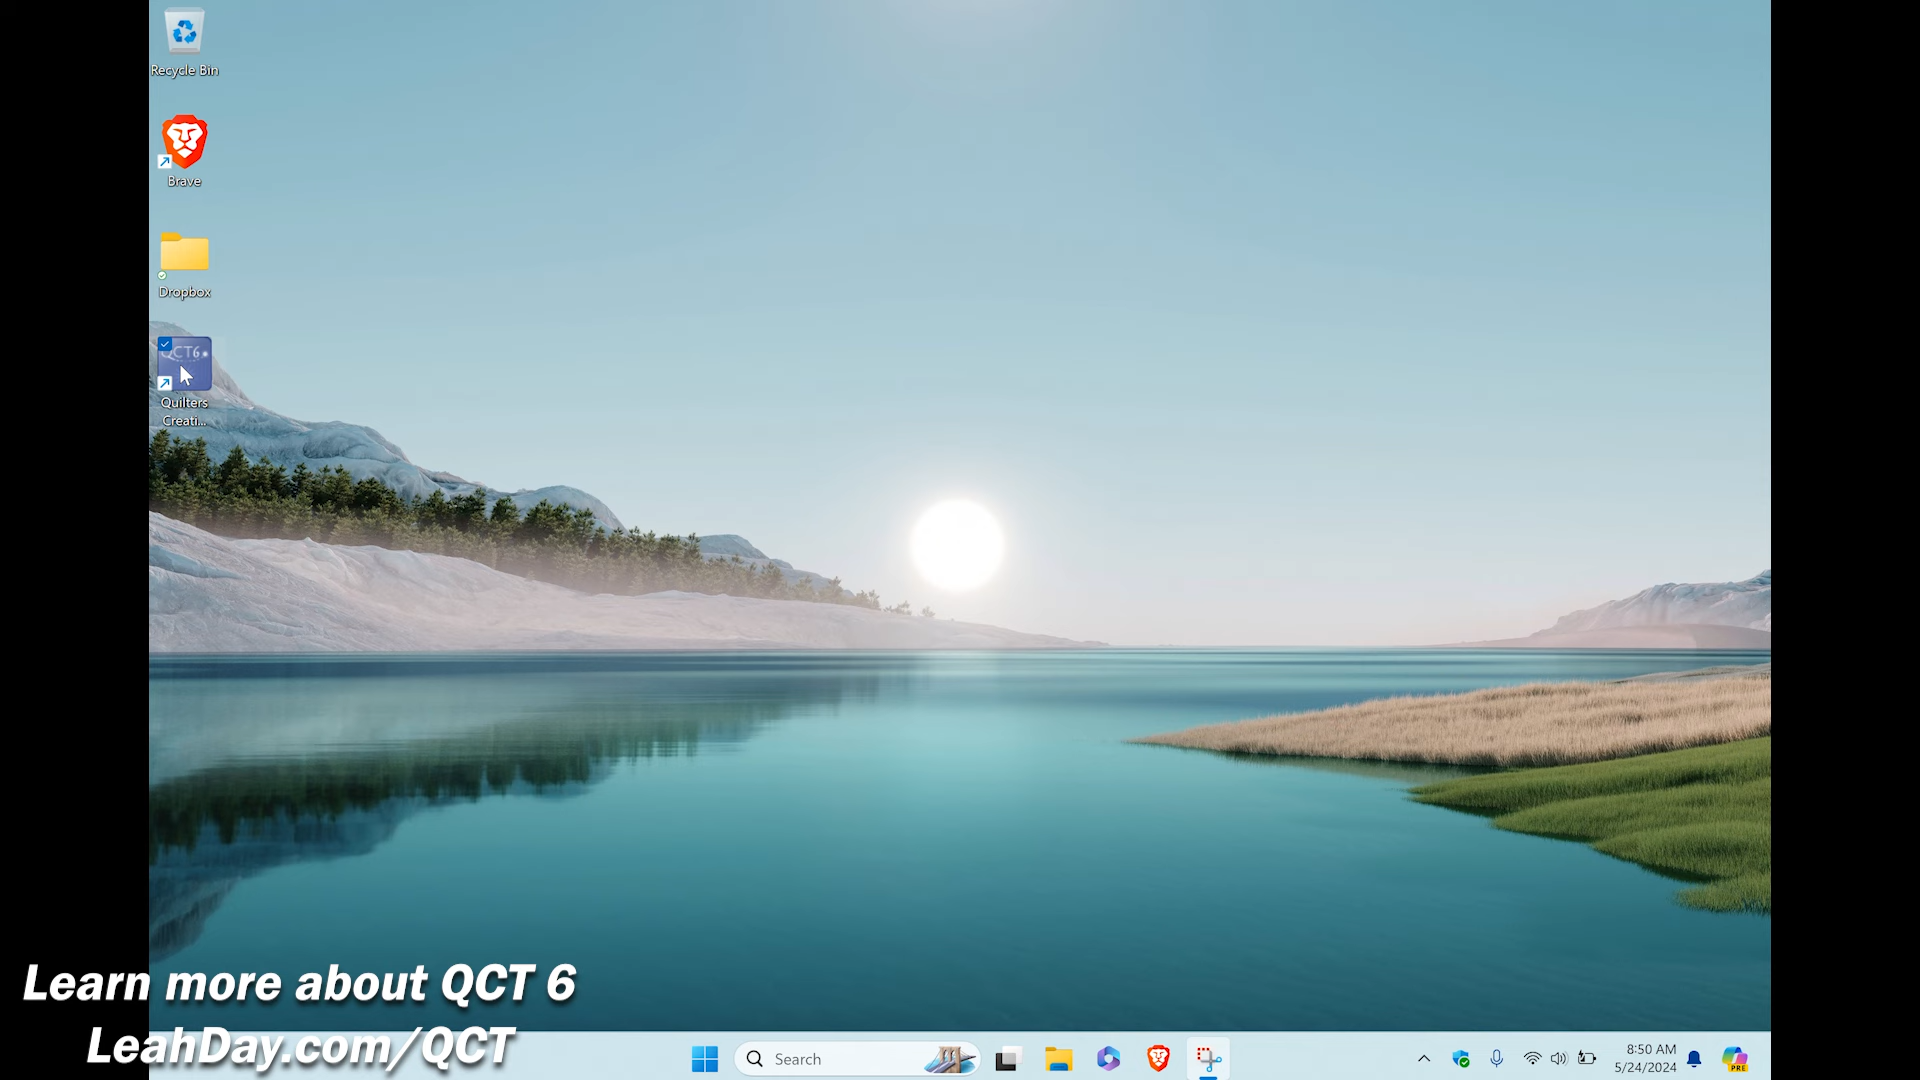 Recycle Bin
Brave
Dropbox
QCT6
Quilters
Creati...
Learn more about QCT 6
LeahDay.com/QCT
Search
8:50 AM
5/24/2024
PRE